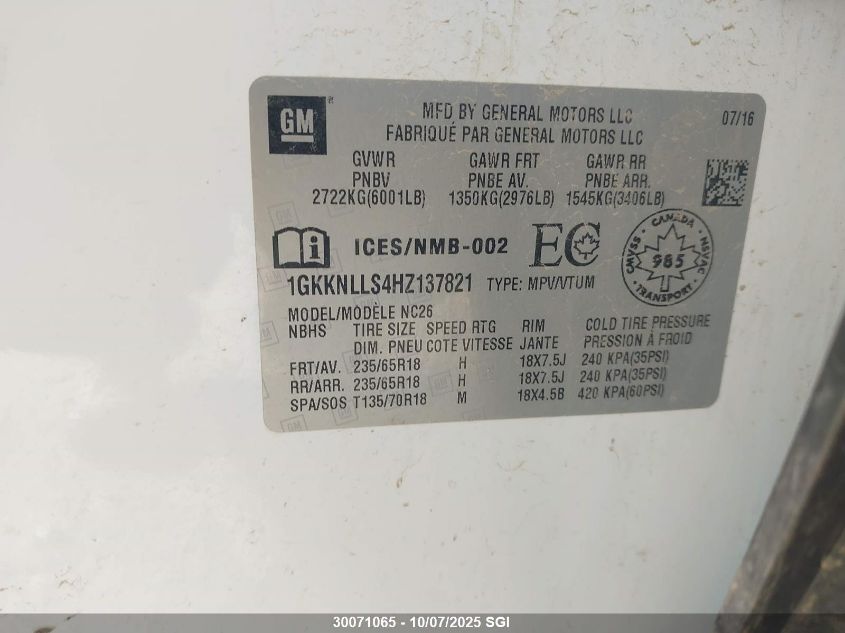 GM
MFD BY GENERAL MOTORS LLC
07/16
FABRIQUÉ PAR GENERAL MOTORS LLC
GVWR GAWR FRT GAWR RR
PNBV PNBE AV. PNBE ARR.
2722KG(6001LB) 1350KG(2976LB) 1545KG(3406LB)
i ICES/NMB-002 EC
CANADA
CMVSS 985 NSVAC
TRANSPORT
1GKKNLLS4HZ137821 TYPE: MPV/VTUM
MODEL/MODÈLE NC26
NBHS TIRE SIZE SPEED RTG RIM COLD TIRE PRESSURE
DIM. PNEU COTE VITESSE JANTE PRESSION À FROID
FRT/AV. 235/65R18 H 18X7.5J 240 KPA(35PSI)
RR/ARR. 235/65R18 H 18X7.5J 240 KPA(35PSI)
SPA/SOS T135/70R18 M 18X4.5B 420 KPA(60PSI)
30071065 - 10/07/2025 SGI